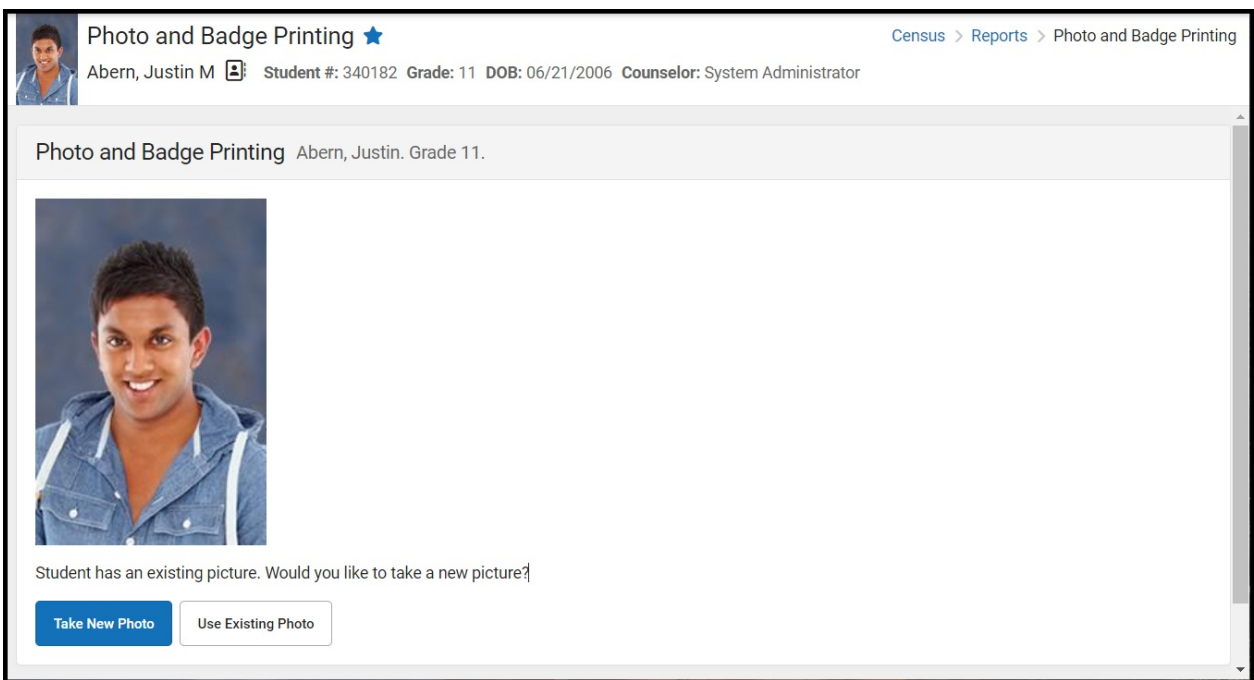 Photo and Badge Printing
Census > Reports > Photo and Badge Printing
Abern, Justin M Student #: 340182 Grade: 11 DOB: 06/21/2006 Counselor: System Administrator
Photo and Badge Printing Abern, Justin. Grade 11.
Student has an existing picture. Would you like to take a new picture?
Take New Photo Use Existing Photo